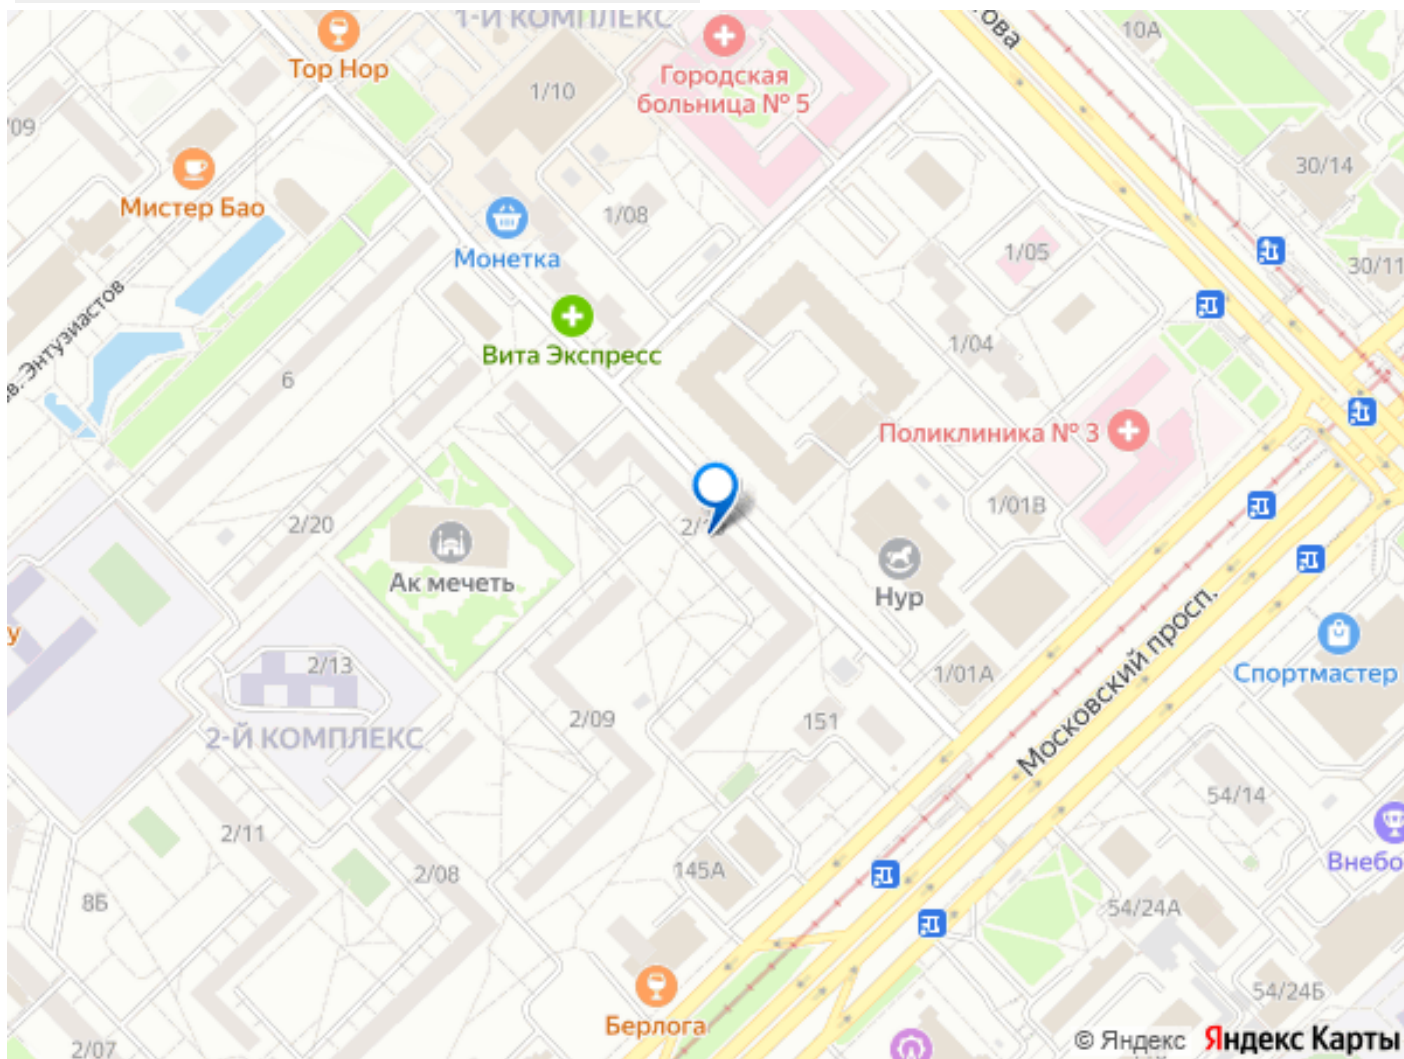 1-Й КОМПЛЕКС
10А
Тор Нор
Городская
больница № 5
1/10
/09
30/14
Мистер Бао
1/08
Монетка
1/05
30/11
Вита Экспресс
1/04
Энтузиастов
6
Поликлиника № 3
2/20
1/01В
Ак мечеть
Нур
2/13
1/01А
Спортмастер
2-Й КОМПЛЕКС
2/09
151
Московский просп.
54/14
2/11
145А
2/08
8Б
54/24А
54/24Б
Берлога
2/07
© Яндекс Яндекс Карты